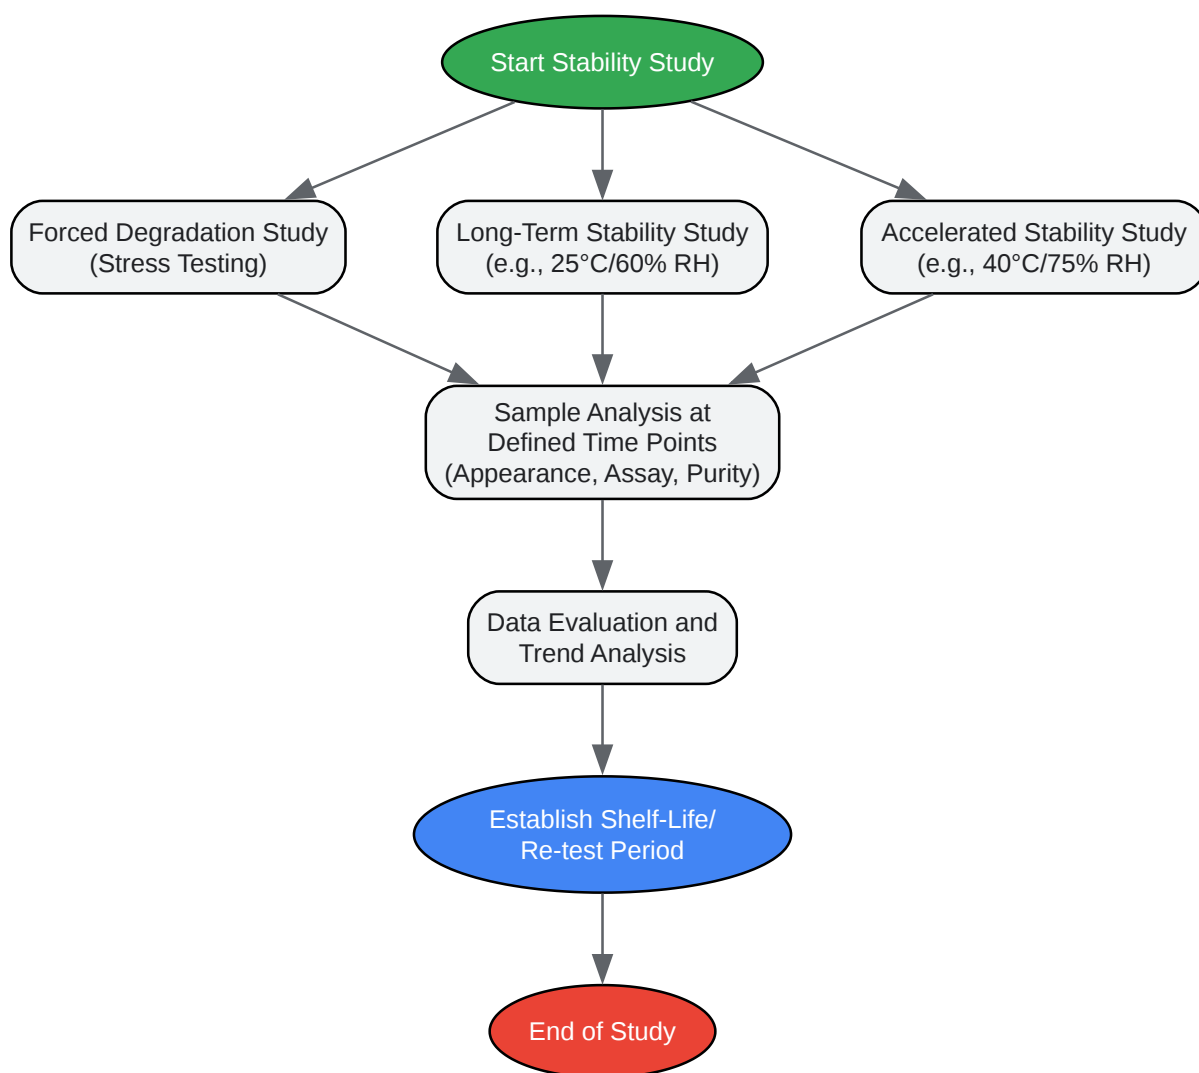 Start Stability Study
Forced Degradation Study
(Stress Testing)
Long-Term Stability Study
(e.g., 25°C/60% RH)
Accelerated Stability Study
(e.g., 40°C/75% RH)
Sample Analysis at
Defined Time Points
(Appearance, Assay, Purity)
Data Evaluation and
Trend Analysis
Establish Shelf-Life/
Re-test Period
End of Study